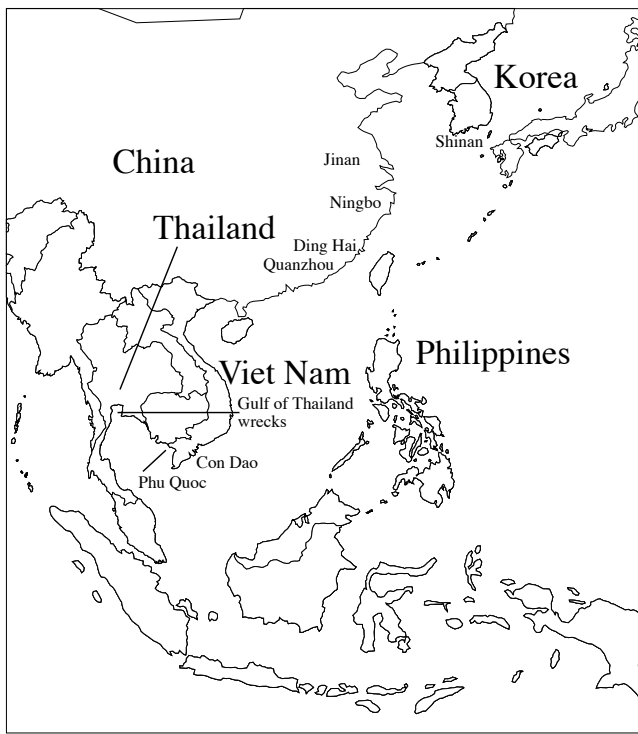 Korea
Shinan
China
Jinan
Ningbo
Thailand
Ding Hai
Quanzhou
Philippines
Viet Nam
Gulf of Thailand
wrecks
Con Dao
Phu Quoc